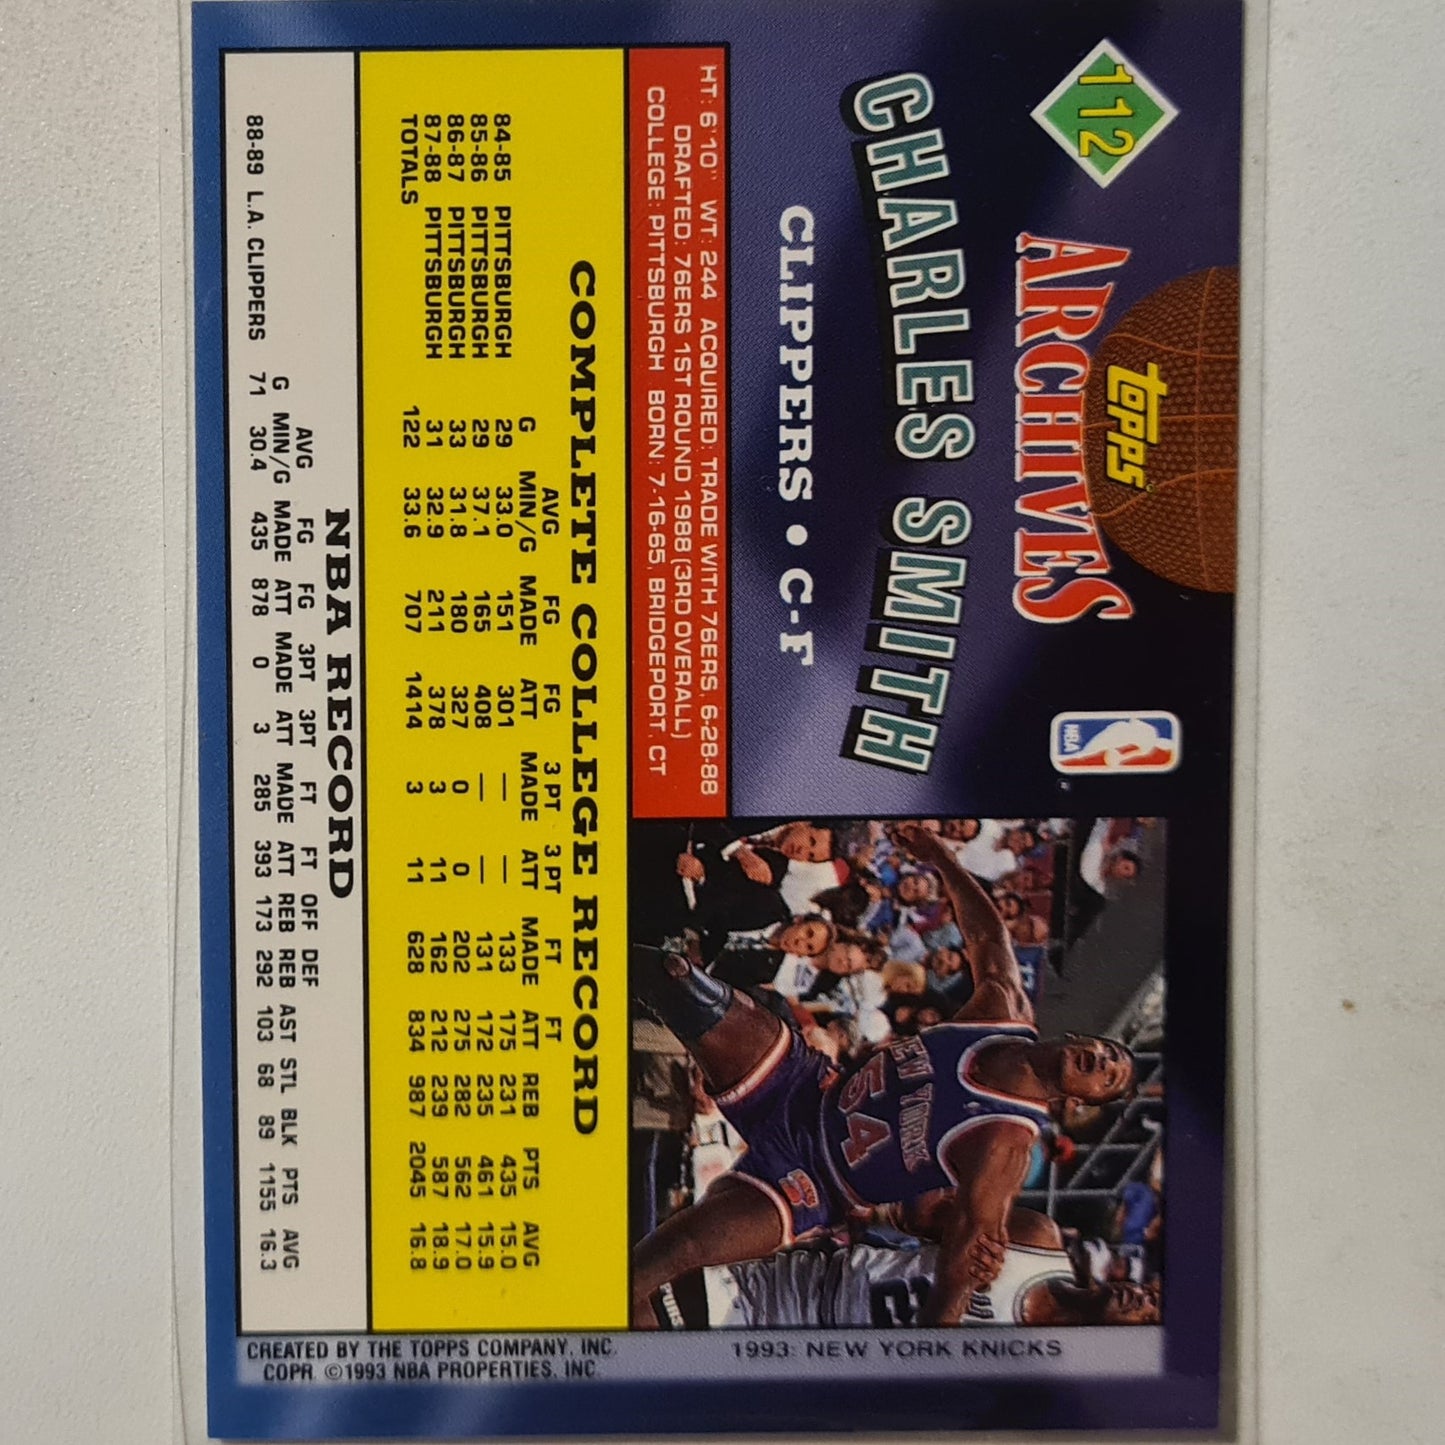 112
ARCHIVES
topps
NBA
CHARLES SMITH
CLIPPERS • C-F
HT: 6'10" WT: 244 ACQUIRED: TRADE WITH 76ERS, 6-28-88
DRAFTED: 76ERS 1ST ROUND 1988 (3RD OVERALL)
COLLEGE: PITTSBURGH BORN: 7-16-65, BRIDGEPORT, CT
NEW YORK
54
1993: NEW YORK KNICKS
COMPLETE COLLEGE RECORD
AVG FG FG 3 PT 3 PT FT FT
G MIN/G MADE ATT MADE ATT MADE ATT REB PTS AVG
84-85 PITTSBURGH 29 33.0 151 301 — — 133 175 231 435 15.0
85-86 PITTSBURGH 29 37.1 165 408 — — 131 172 235 461 15.9
86-87 PITTSBURGH 33 31.8 180 327 0 0 202 275 282 562 17.0
87-88 PITTSBURGH 31 32.9 211 378 3 11 162 212 239 587 18.9
TOTALS 122 33.6 707 1414 3 11 628 834 987 2045 16.8
NBA RECORD
AVG FG FG 3PT 3PT FT FT OFF DEF
G MIN/G MADE ATT MADE ATT MADE ATT REB REB AST STL BLK PTS AVG
88-89 L.A. CLIPPERS 71 30.4 435 878 0 3 285 393 173 292 103 68 89 1155 16.3
CREATED BY THE TOPPS COMPANY, INC.
COPR. ©1993 NBA PROPERTIES, INC.